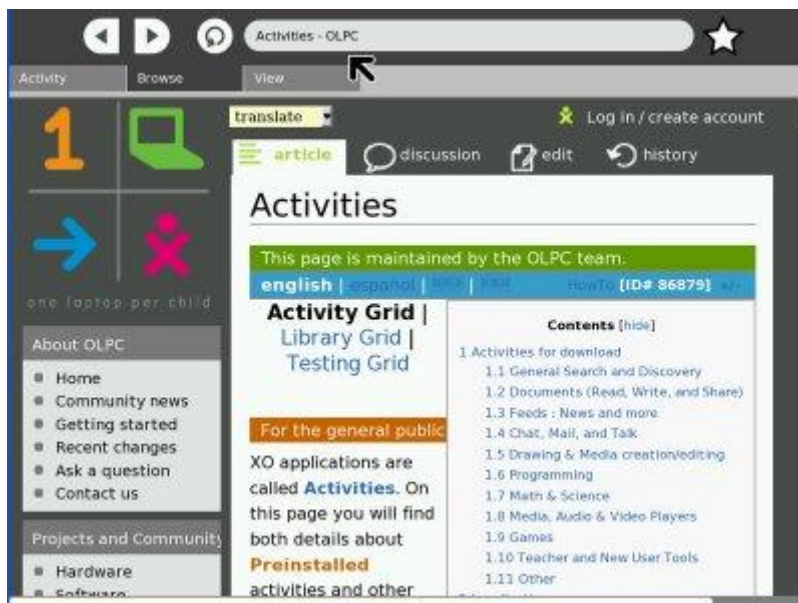 Activities - OLPC
Activity
Browse
View
translate
Log in / create account
article
discussion
edit
history
one laptop per child
Activities
This page is maintained by the OLPC team.
english | español |
HowTo [ID# 86879] +/-
Activity Grid |
Library Grid |
Testing Grid
For the general public
XO applications are
called Activities. On
this page you will find
both details about
Preinstalled
activities and other
Contents [hide]
1 Activities for download
1.1 General Search and Discovery
1.2 Documents (Read, Write, and Share)
1.3 Feeds : News and more
1.4 Chat, Mail, and Talk
1.5 Drawing & Media creation/editing
1.6 Programming
1.7 Math & Science
1.8 Media, Audio & Video Players
1.9 Games
1.10 Teacher and New User Tools
1.11 Other
About OLPC
Home
Community news
Getting started
Recent changes
Ask a question
Contact us
Projects and Community
Hardware
Software